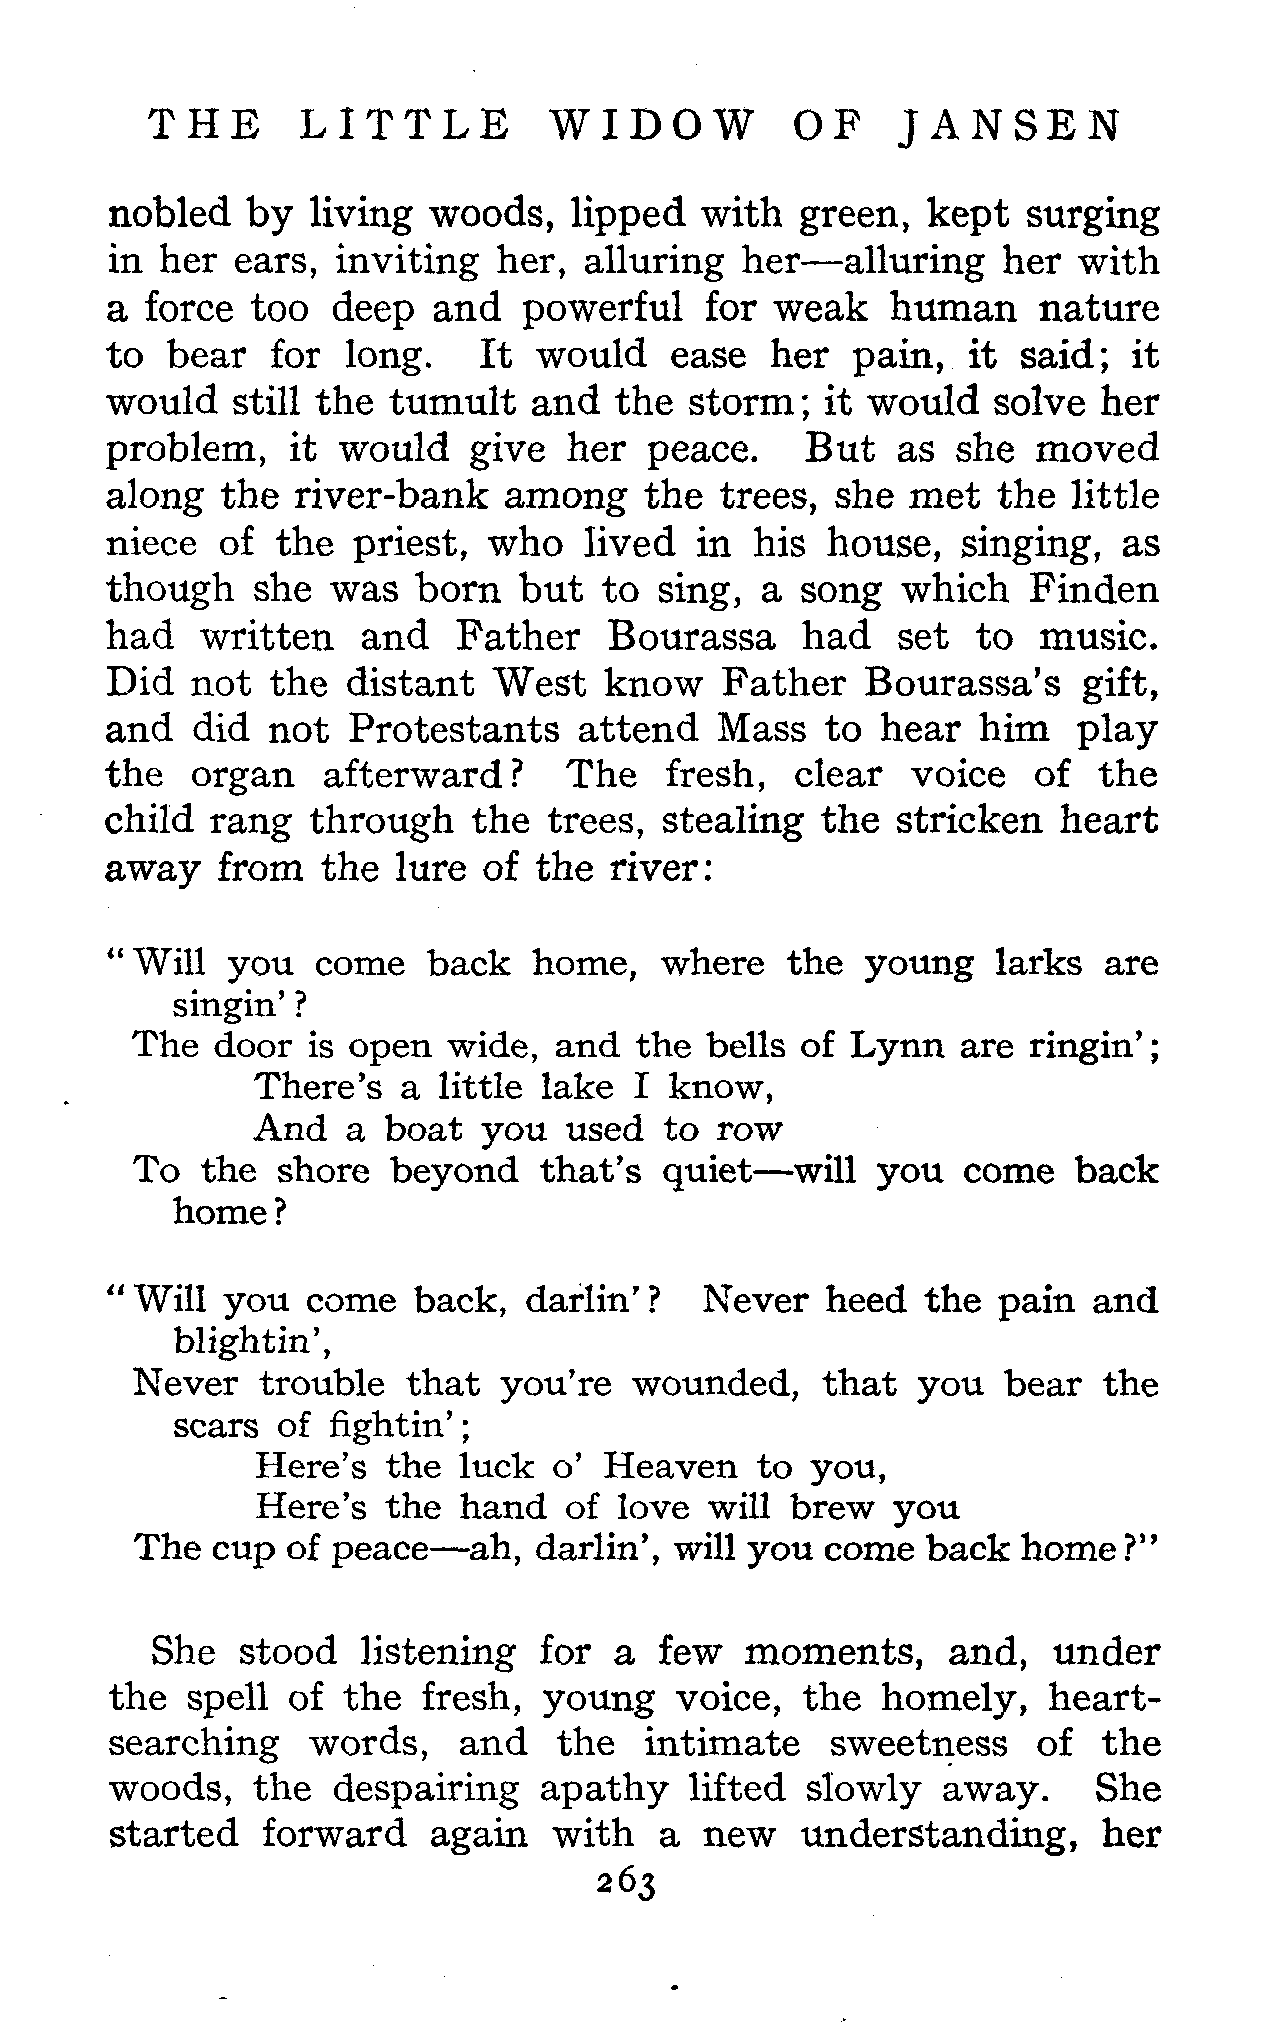 THE LITTLE WIDOW OF JANSEN
nobled by living woods, lipped with green, kept surging
in her ears, inviting her, alluring her—alluring her with
a force too deep and powerful for weak human nature
to bear for long. It would ease her pain, it said; it
would still the tumult and the storm; it would solve her
problem, it would give her peace. But as she moved
along the river-bank among the trees, she met the little
niece of the priest, who lived in his house, singing, as
though she was born but to sing, a song which Finden
had written and Father Bourassa had set to music.
Did not the distant West know Father Bourassa's gift,
and did not Protestants attend Mass to hear him play
the organ afterward? The fresh, clear voice of the
child rang through the trees, stealing the stricken heart
away from the lure of the river:
"Will you come back home, where the young larks are
singin'?
The door is open wide, and the bells of Lynn are ringin';
There's a little lake I know,
And a boat you used to row
To the shore beyond that's quiet—will you come back
home?
"Will you come back, darlin'? Never heed the pain and
blightin',
Never trouble that you're wounded, that you bear the
scars of fightin';
Here's the luck o' Heaven to you,
Here's the hand of love will brew you
The cup of peace—ah, darlin', will you come back home?"
She stood listening for a few moments, and, under
the spell of the fresh, young voice, the homely, heart-
searching words, and the intimate sweetness of the
woods, the despairing apathy lifted slowly away. She
started forward again with a new understanding, her
263